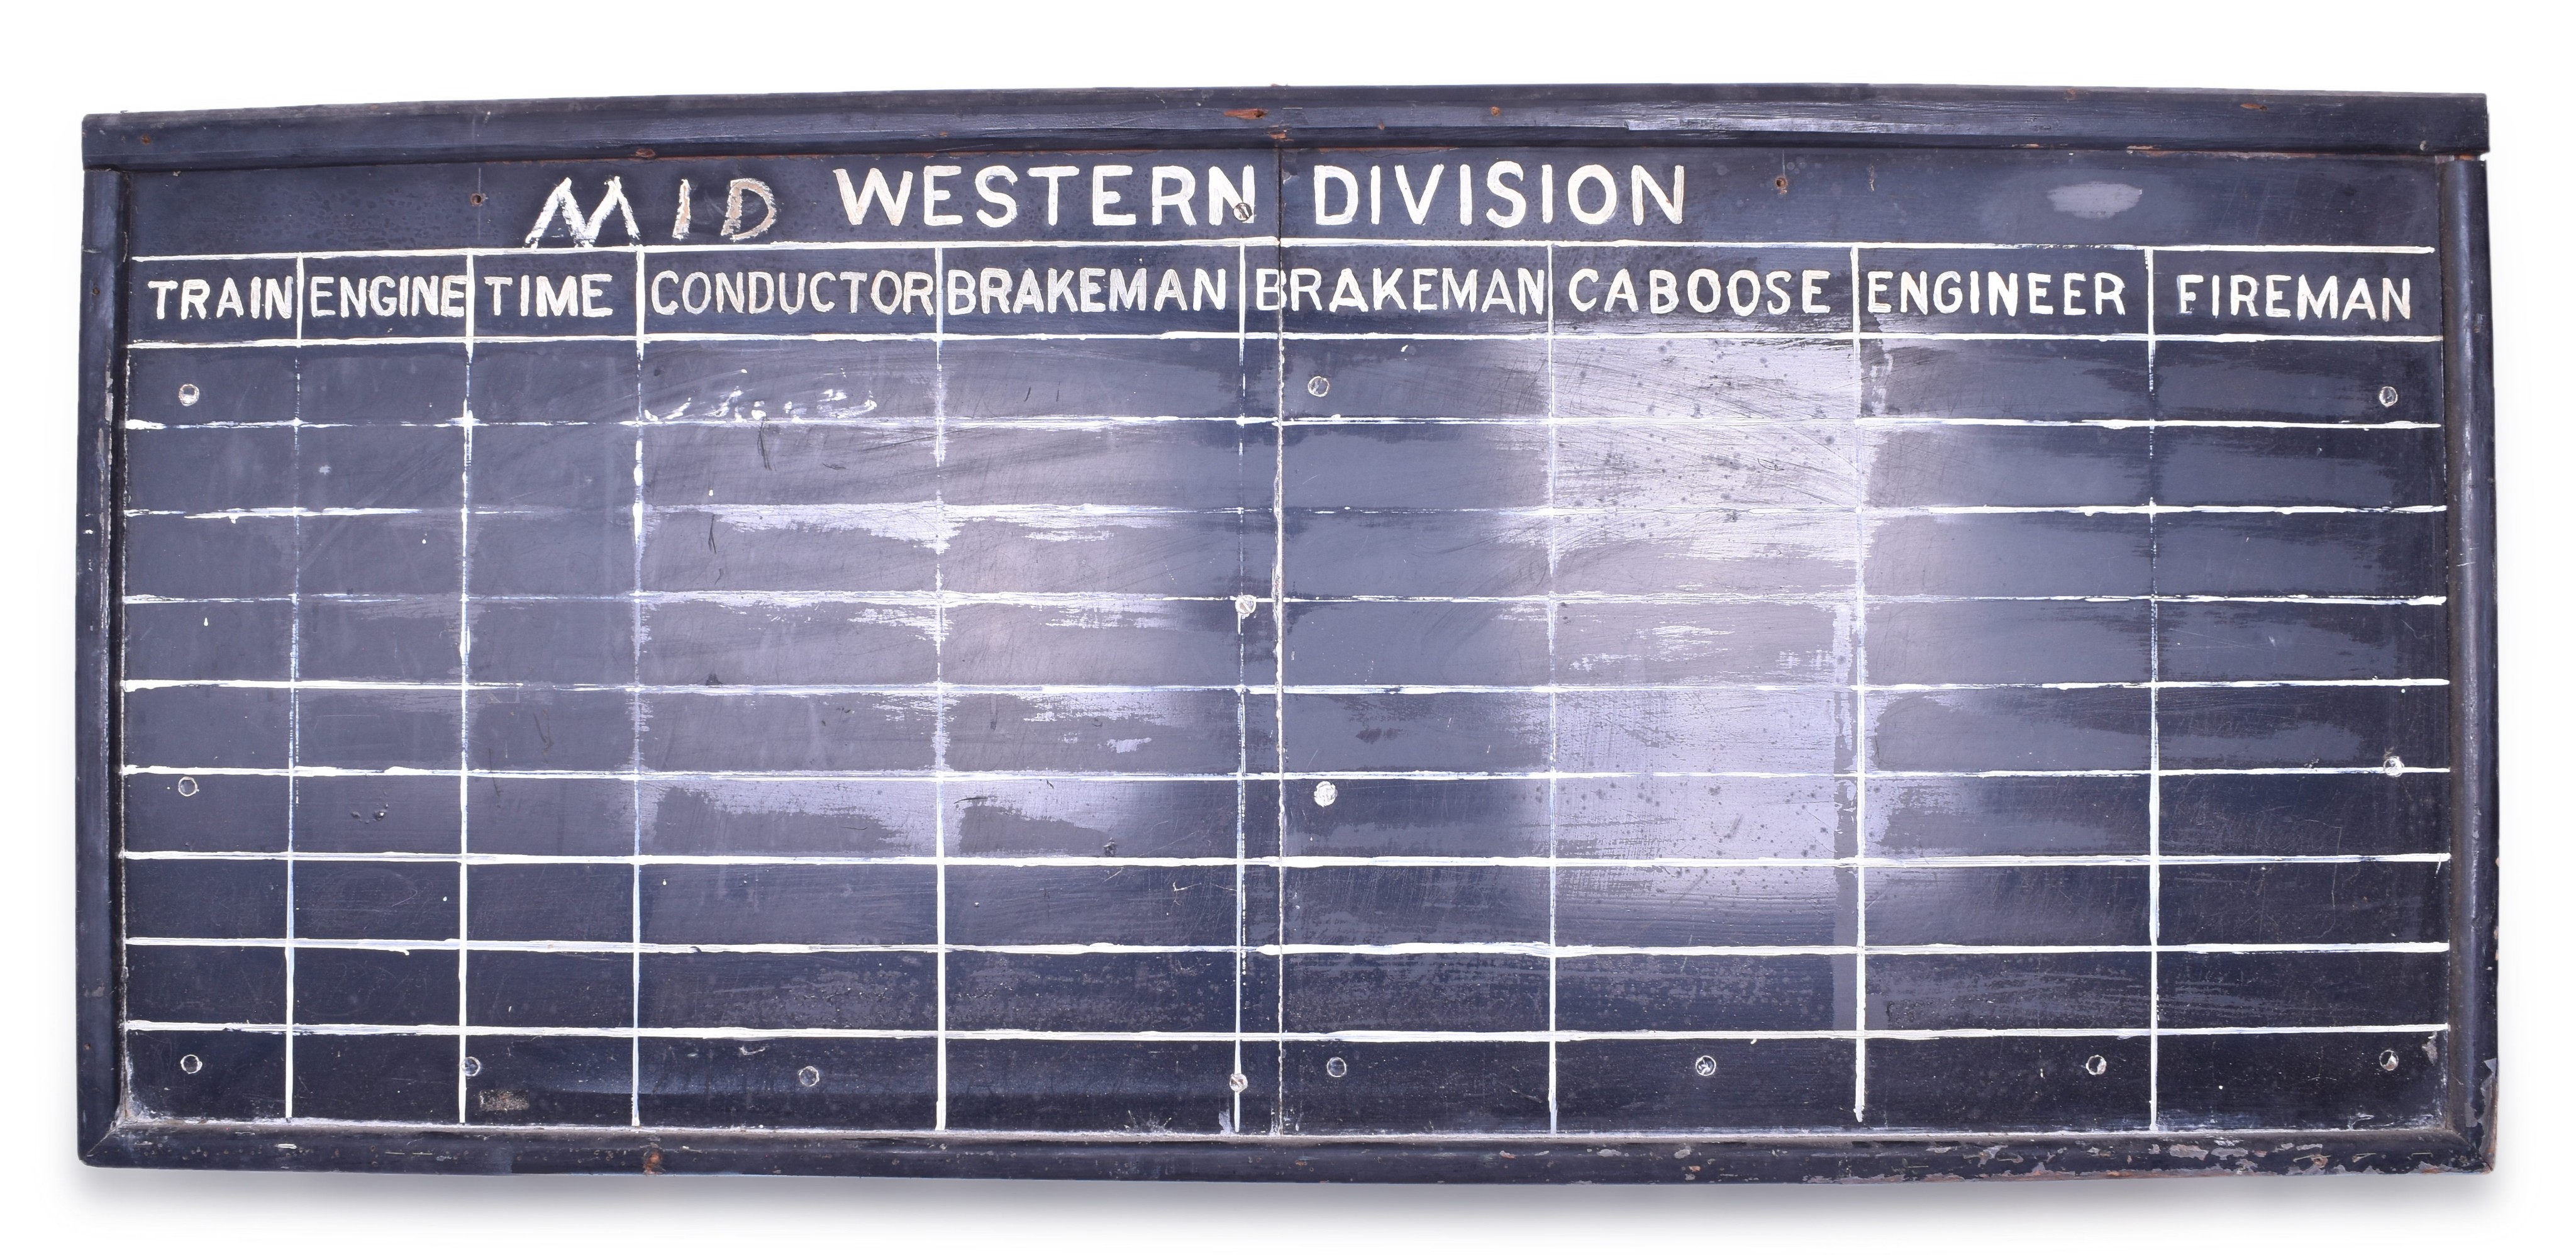 MID WESTERN DIVISION
TRAIN ENGINE TIME CONDUCTOR BRAKEMAN BRAKEMAN CABOOSE ENGINEER FIREMAN